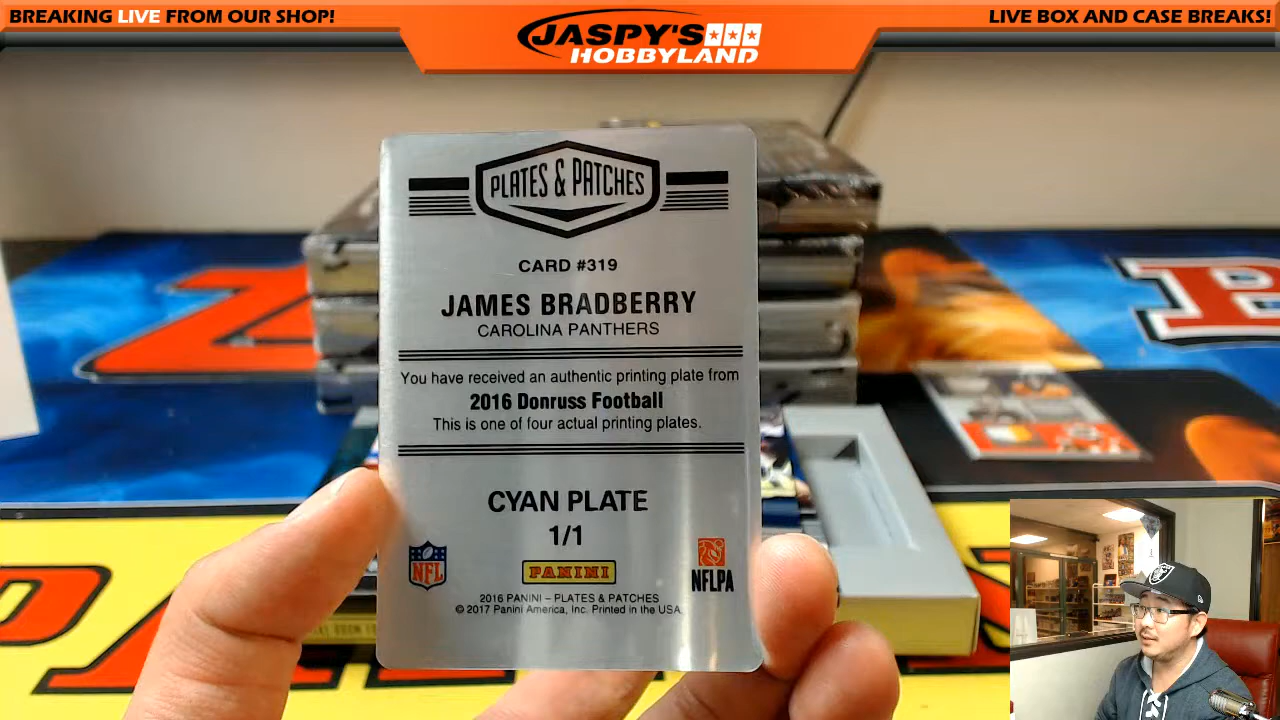 BREAKING LIVE FROM OUR SHOP!
JASPY'S
HOBBYLAND
LIVE BOX AND CASE BREAKS!
PLATES & PATCHES
CARD #319
JAMES BRADBERRY
CAROLINA PANTHERS
You have received an authentic printing plate from
2016 Donruss Football
This is one of four actual printing plates.
CYAN PLATE
1/1
NFL
PANINI
NFLPA
2016 PANINI – PLATES & PATCHES
© 2017 Panini America, Inc. Printed in the USA.